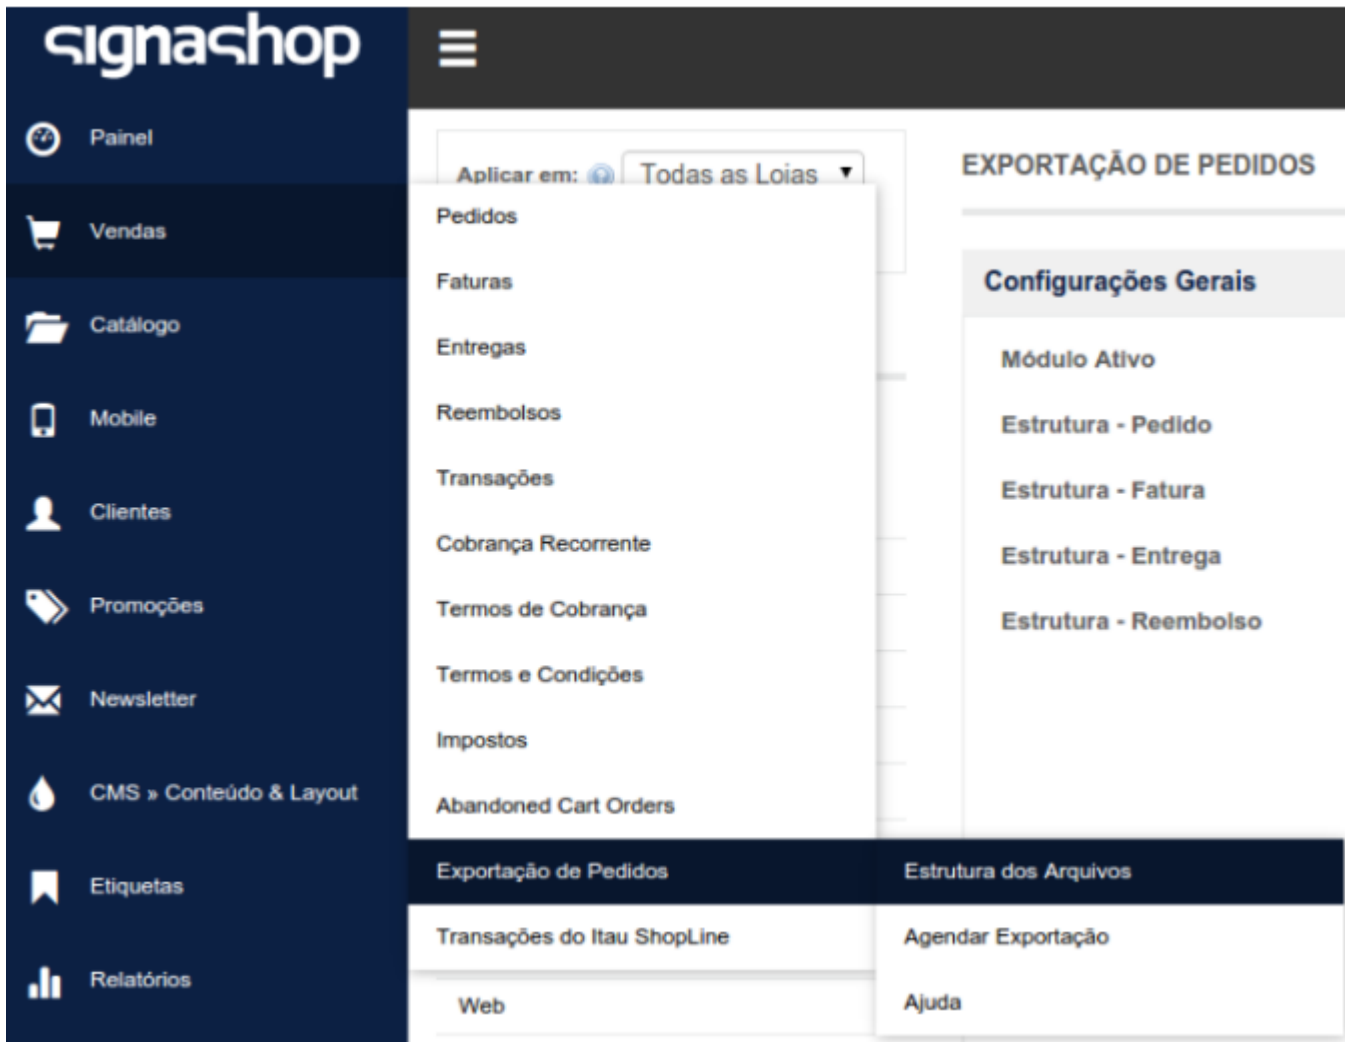 signashop
Painel
Vendas
Catálogo
Mobile
Clientes
Promoções
Newsletter
CMS » Conteúdo & Layout
Etiquetas
Relatórios
Aplicar em: Todas as Lojas
Pedidos
Faturas
Entregas
Reembolsos
Transações
Cobrança Recorrente
Termos de Cobrança
Termos e Condições
Impostos
Abandoned Cart Orders
Exportação de Pedidos
Transações do Itau ShopLine
Web
Estrutura dos Arquivos
Agendar Exportação
Ajuda
EXPORTAÇÃO DE PEDIDOS
Configurações Gerais
Módulo Ativo
Estrutura - Pedido
Estrutura - Fatura
Estrutura - Entrega
Estrutura - Reembolso